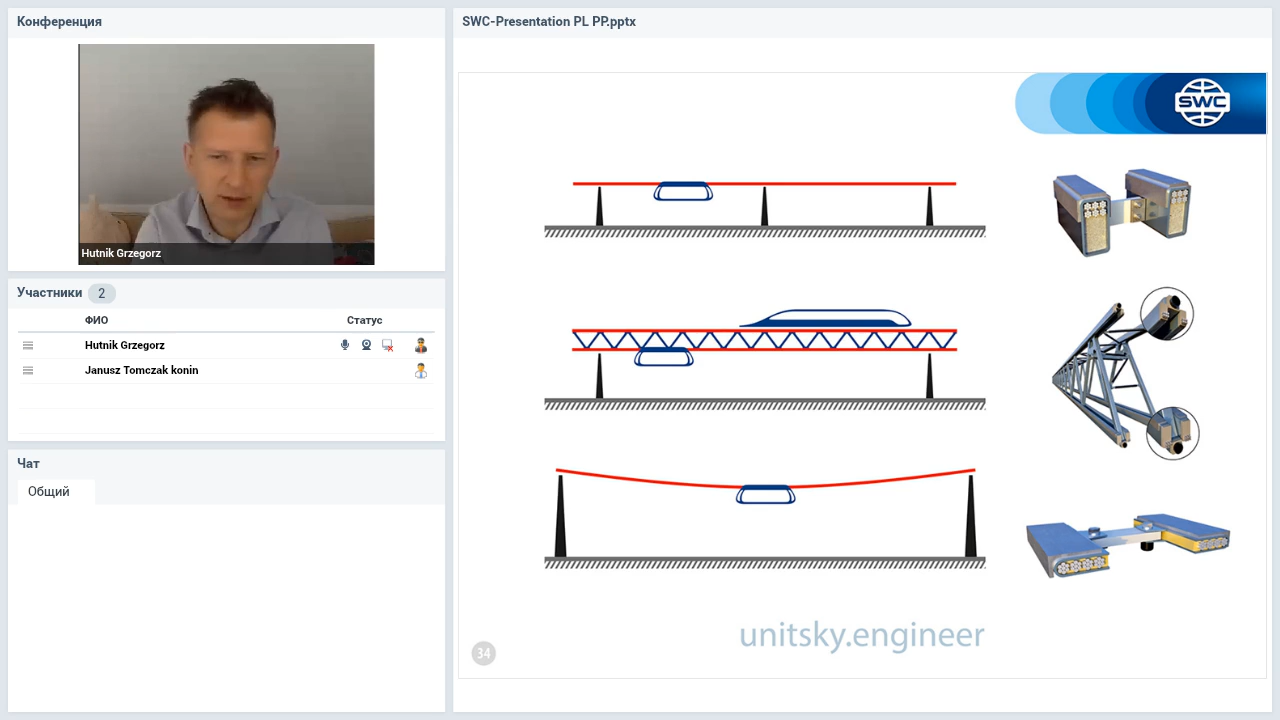 Конференция
Hutnik Grzegorz
Участники 2
ФИО Статус
Hutnik Grzegorz
Janusz Tomczak konin
Чат
Общий
SWC-Presentation PL PP.pptx
SWC
unitsky.engineer
34